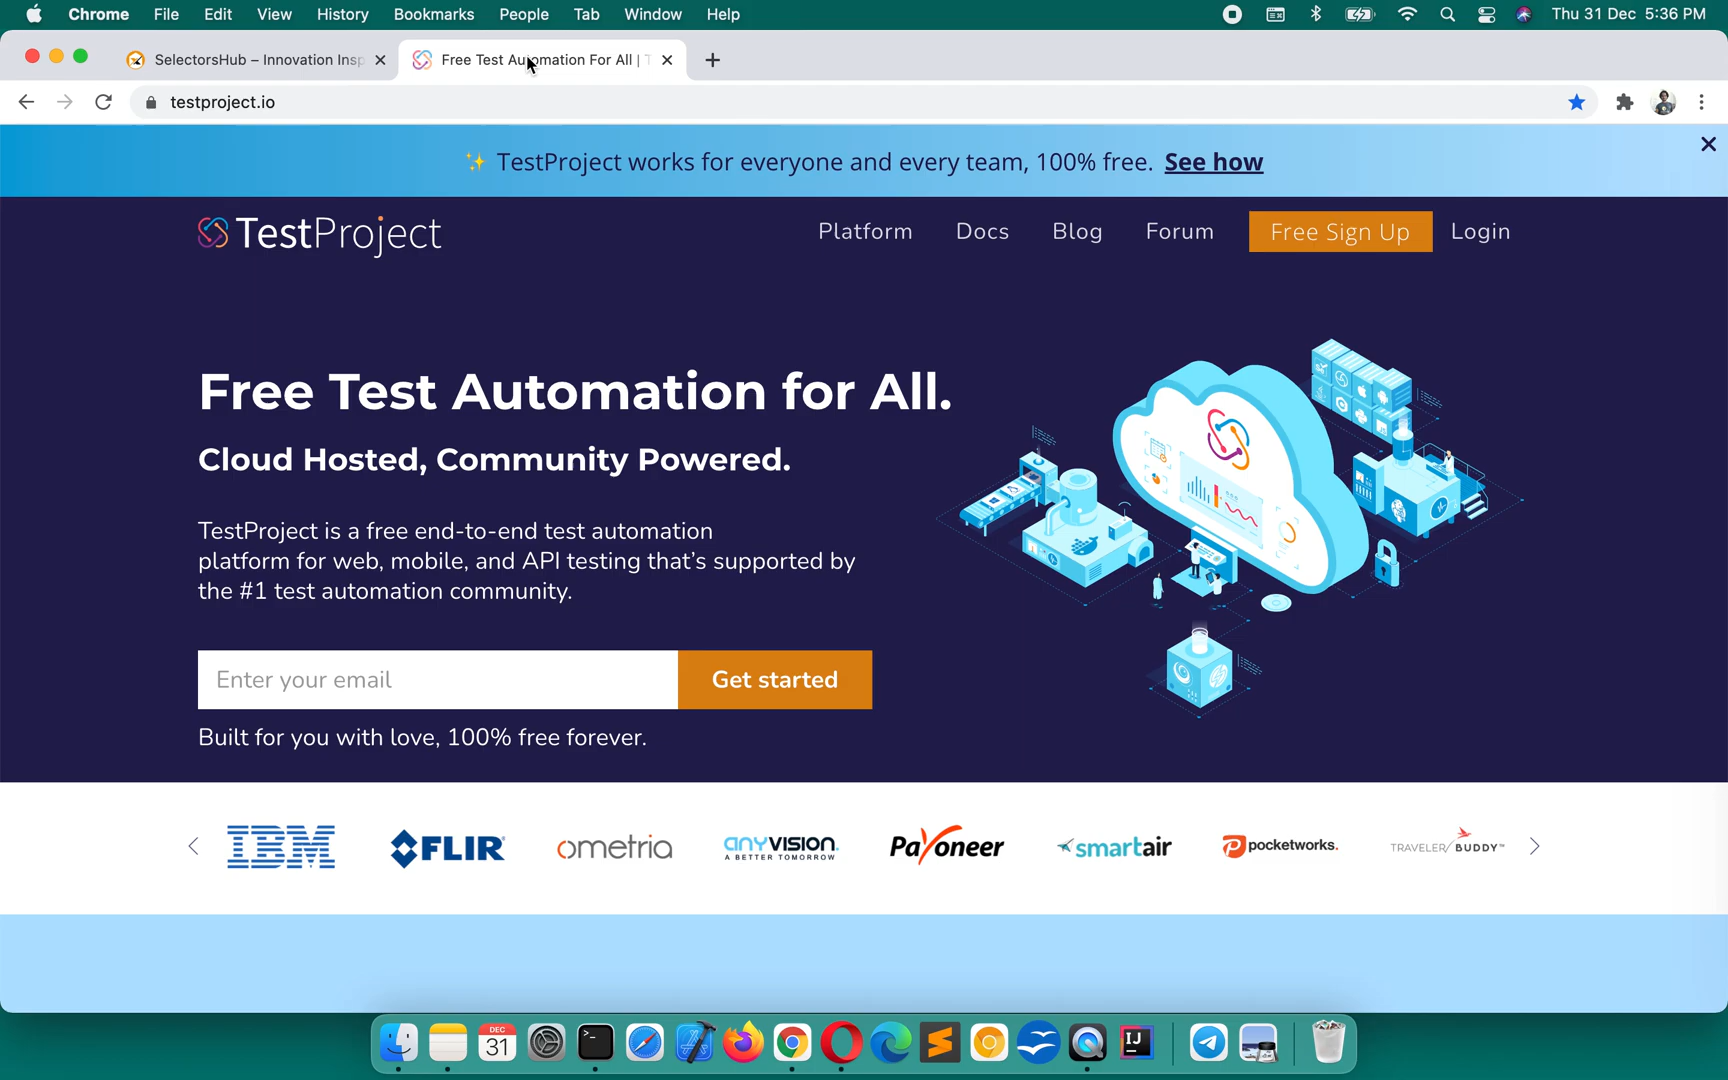 Chrome File Edit View History Bookmarks People Tab Window Help Thu 31 Dec 5:36 PM
SelectorsHub – Innovation Insp
Free Test Automation For All | T
testproject.io
✨ TestProject works for everyone and every team, 100% free. See how
TestProject
Platform Docs Blog Forum Free Sign Up Login
Free Test Automation for All.
Cloud Hosted, Community Powered.
TestProject is a free end-to-end test automation
platform for web, mobile, and API testing that’s supported by
the #1 test automation community.
Enter your email Get started
Built for you with love, 100% free forever.
IBM FLIR ometria anyvision. Payoneer smartair pocketworks. TRAVELER/BUDDY™
A BETTER TOMORROW
DEC
31
IJ